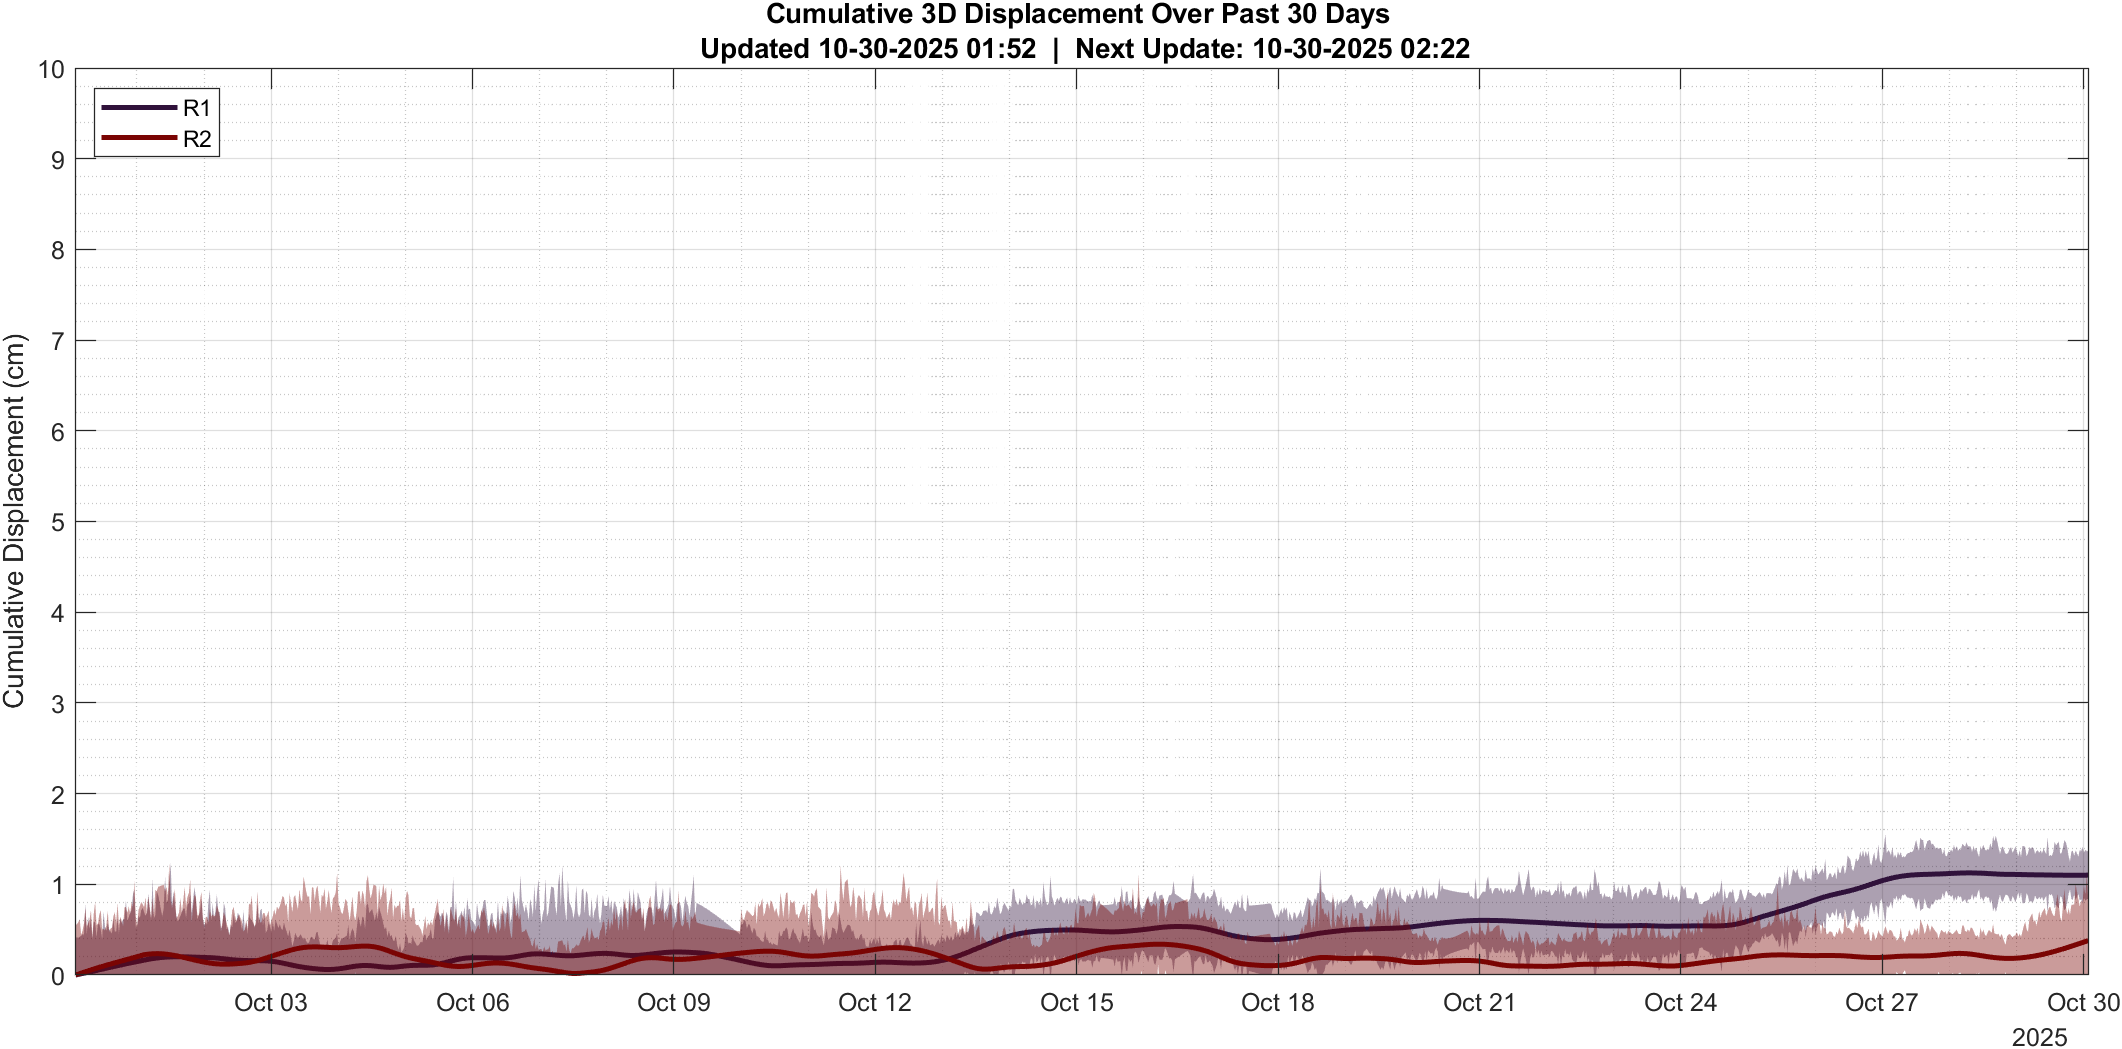 Cumulative 3D Displacement Over Past 30 Days
Updated 10-30-2025 01:52 | Next Update: 10-30-2025 02:22
R1
R2
Cumulative Displacement (cm)
10
9
8
7
6
5
4
3
2
1
0
Oct 03 Oct 06 Oct 09 Oct 12 Oct 15 Oct 18 Oct 21 Oct 24 Oct 27 Oct 30
2025